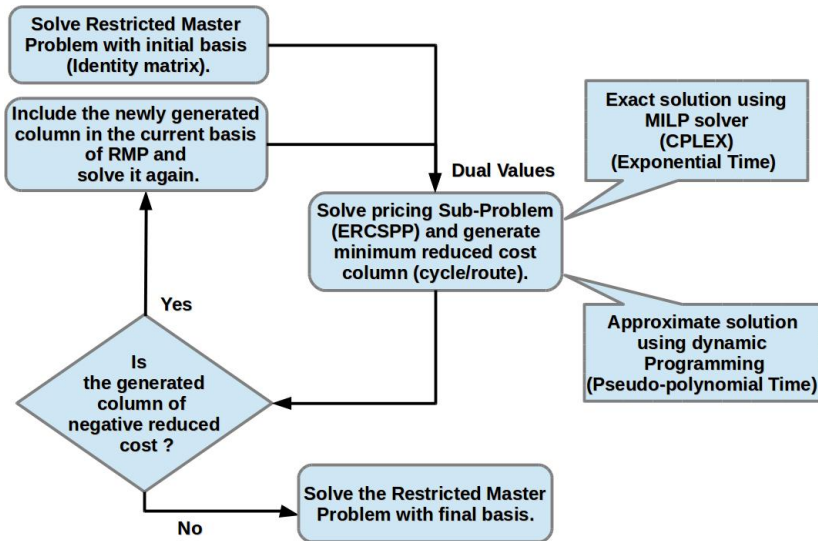 Solve Restricted Master
Problem with initial basis
(Identity matrix).
Include the newly generated
column in the current basis
of RMP and
solve it again.
Dual Values
Exact solution using
MILP solver
(CPLEX)
(Exponential Time)
Solve pricing Sub-Problem
(ERCSPP) and generate
minimum reduced cost
column (cycle/route).
Approximate solution
using dynamic
Programming
(Pseudo-polynomial Time)
Yes
Is
the generated
column of
negative reduced
cost ?
No
Solve the Restricted Master
Problem with final basis.